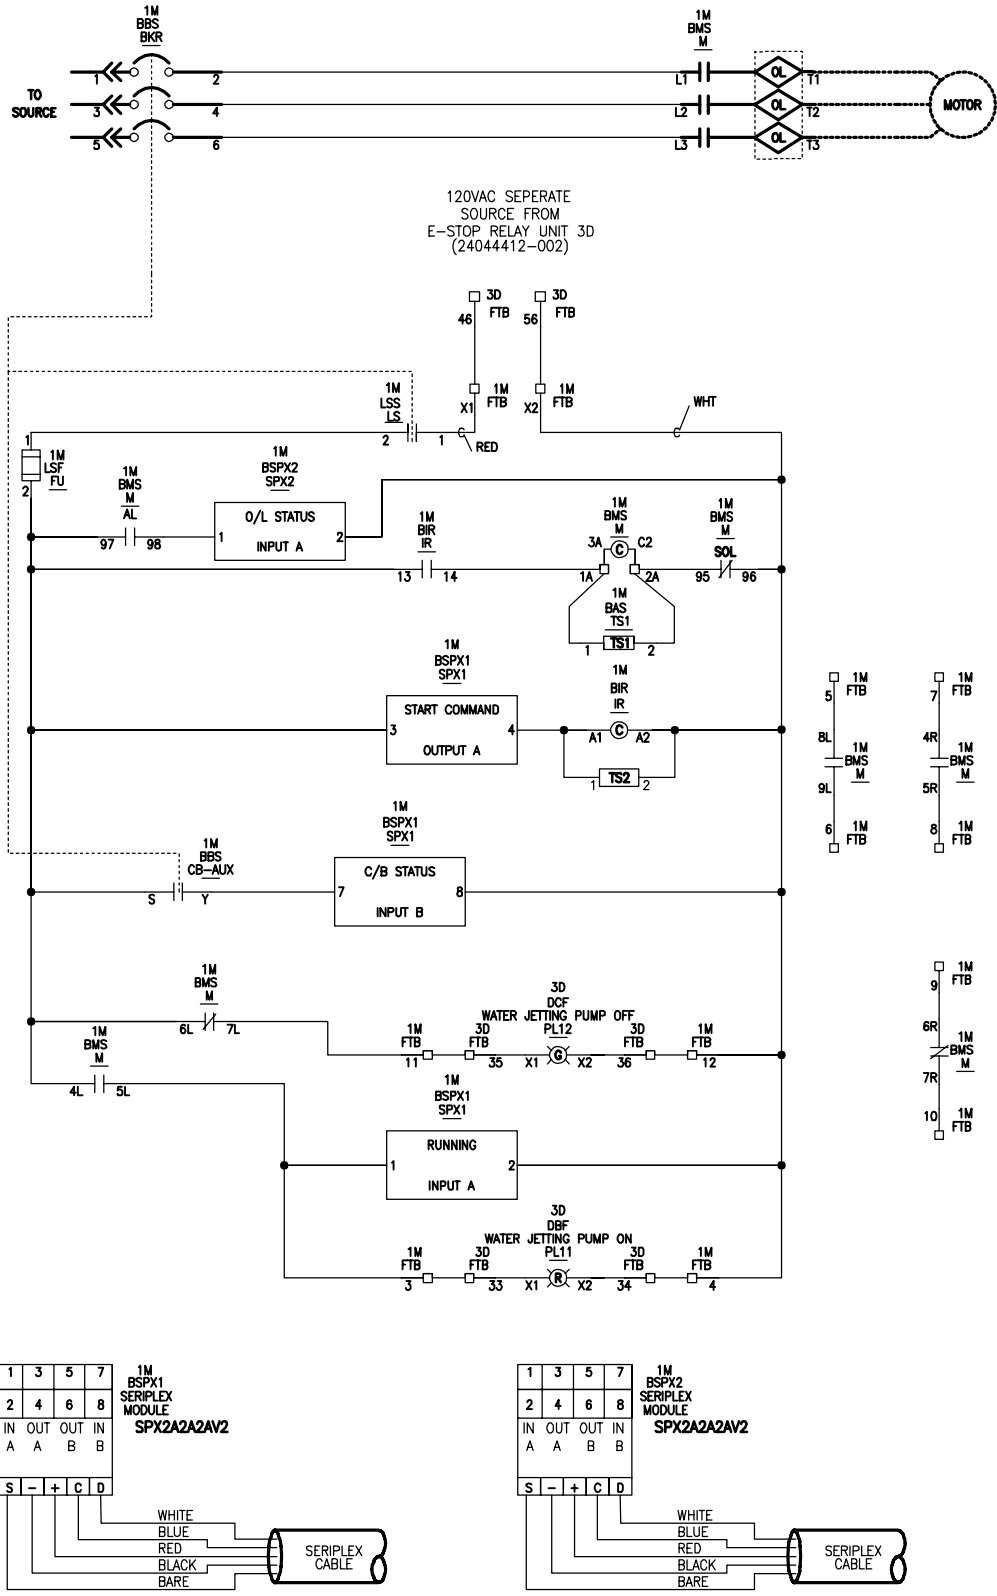 1M
BBS
BKR
1M
BMS
M
TO
SOURCE
1 2 L1 OL T1
3 4 L2 OL T2 MOTOR
5 6 L3 OL T3
120VAC SEPERATE
SOURCE FROM
E-STOP RELAY UNIT 3D
(24044412-002)
46 3D
FTB
56 3D
FTB
X1 1M
FTB
X2 1M
FTB
1M
LSS
LS
2 1
RED
WHT
1
1M
LSF
FU
2
1M
BMS
M
AL
97 98
1M
BSPX2
SPX2
O/L STATUS
1 2
INPUT A
1M
BIR
IR
13 14
1M
BMS
M
3A C C2
1A 2A
1M
BMS
M
SOL
95 96
1M
BAS
TS1
1 TS1 2
1M
BSPX1
SPX1
START COMMAND
3 4
OUTPUT A
1M
BIR
IR
A1 C A2
1 TS2 2
5 1M
FTB
8L
1M
BMS
M
9L
6 1M
FTB
7 1M
FTB
4R
1M
BMS
M
5R
8 1M
FTB
1M
BBS
CB-AUX
S Y
1M
BSPX1
SPX1
C/B STATUS
7 8
INPUT B
1M
BMS
M
6L 7L
3D
DCF
WATER JETTING PUMP OFF
PL12
1M
FTB
11
3D
FTB
35 X1 G X2 36
3D
FTB
1M
FTB
12
9 1M
FTB
6R
1M
BMS
M
7R
10 1M
FTB
1M
BMS
M
4L 5L
1M
BSPX1
SPX1
RUNNING
1 2
INPUT A
3D
DBF
WATER JETTING PUMP ON
PL11
1M
FTB
3
3D
FTB
33 X1 R X2 34
3D
FTB
1M
FTB
4
1 3 5 7
2 4 6 8
IN OUT OUT IN
A A B B
S - + C D
1M
BSPX1
SERIPLEX
MODULE
SPX2A2A2AV2
WHITE
BLUE
RED
BLACK
BARE
SERIPLEX
CABLE
1 3 5 7
2 4 6 8
IN OUT OUT IN
A A B B
S - + C D
1M
BSPX2
SERIPLEX
MODULE
SPX2A2A2AV2
WHITE
BLUE
RED
BLACK
BARE
SERIPLEX
CABLE